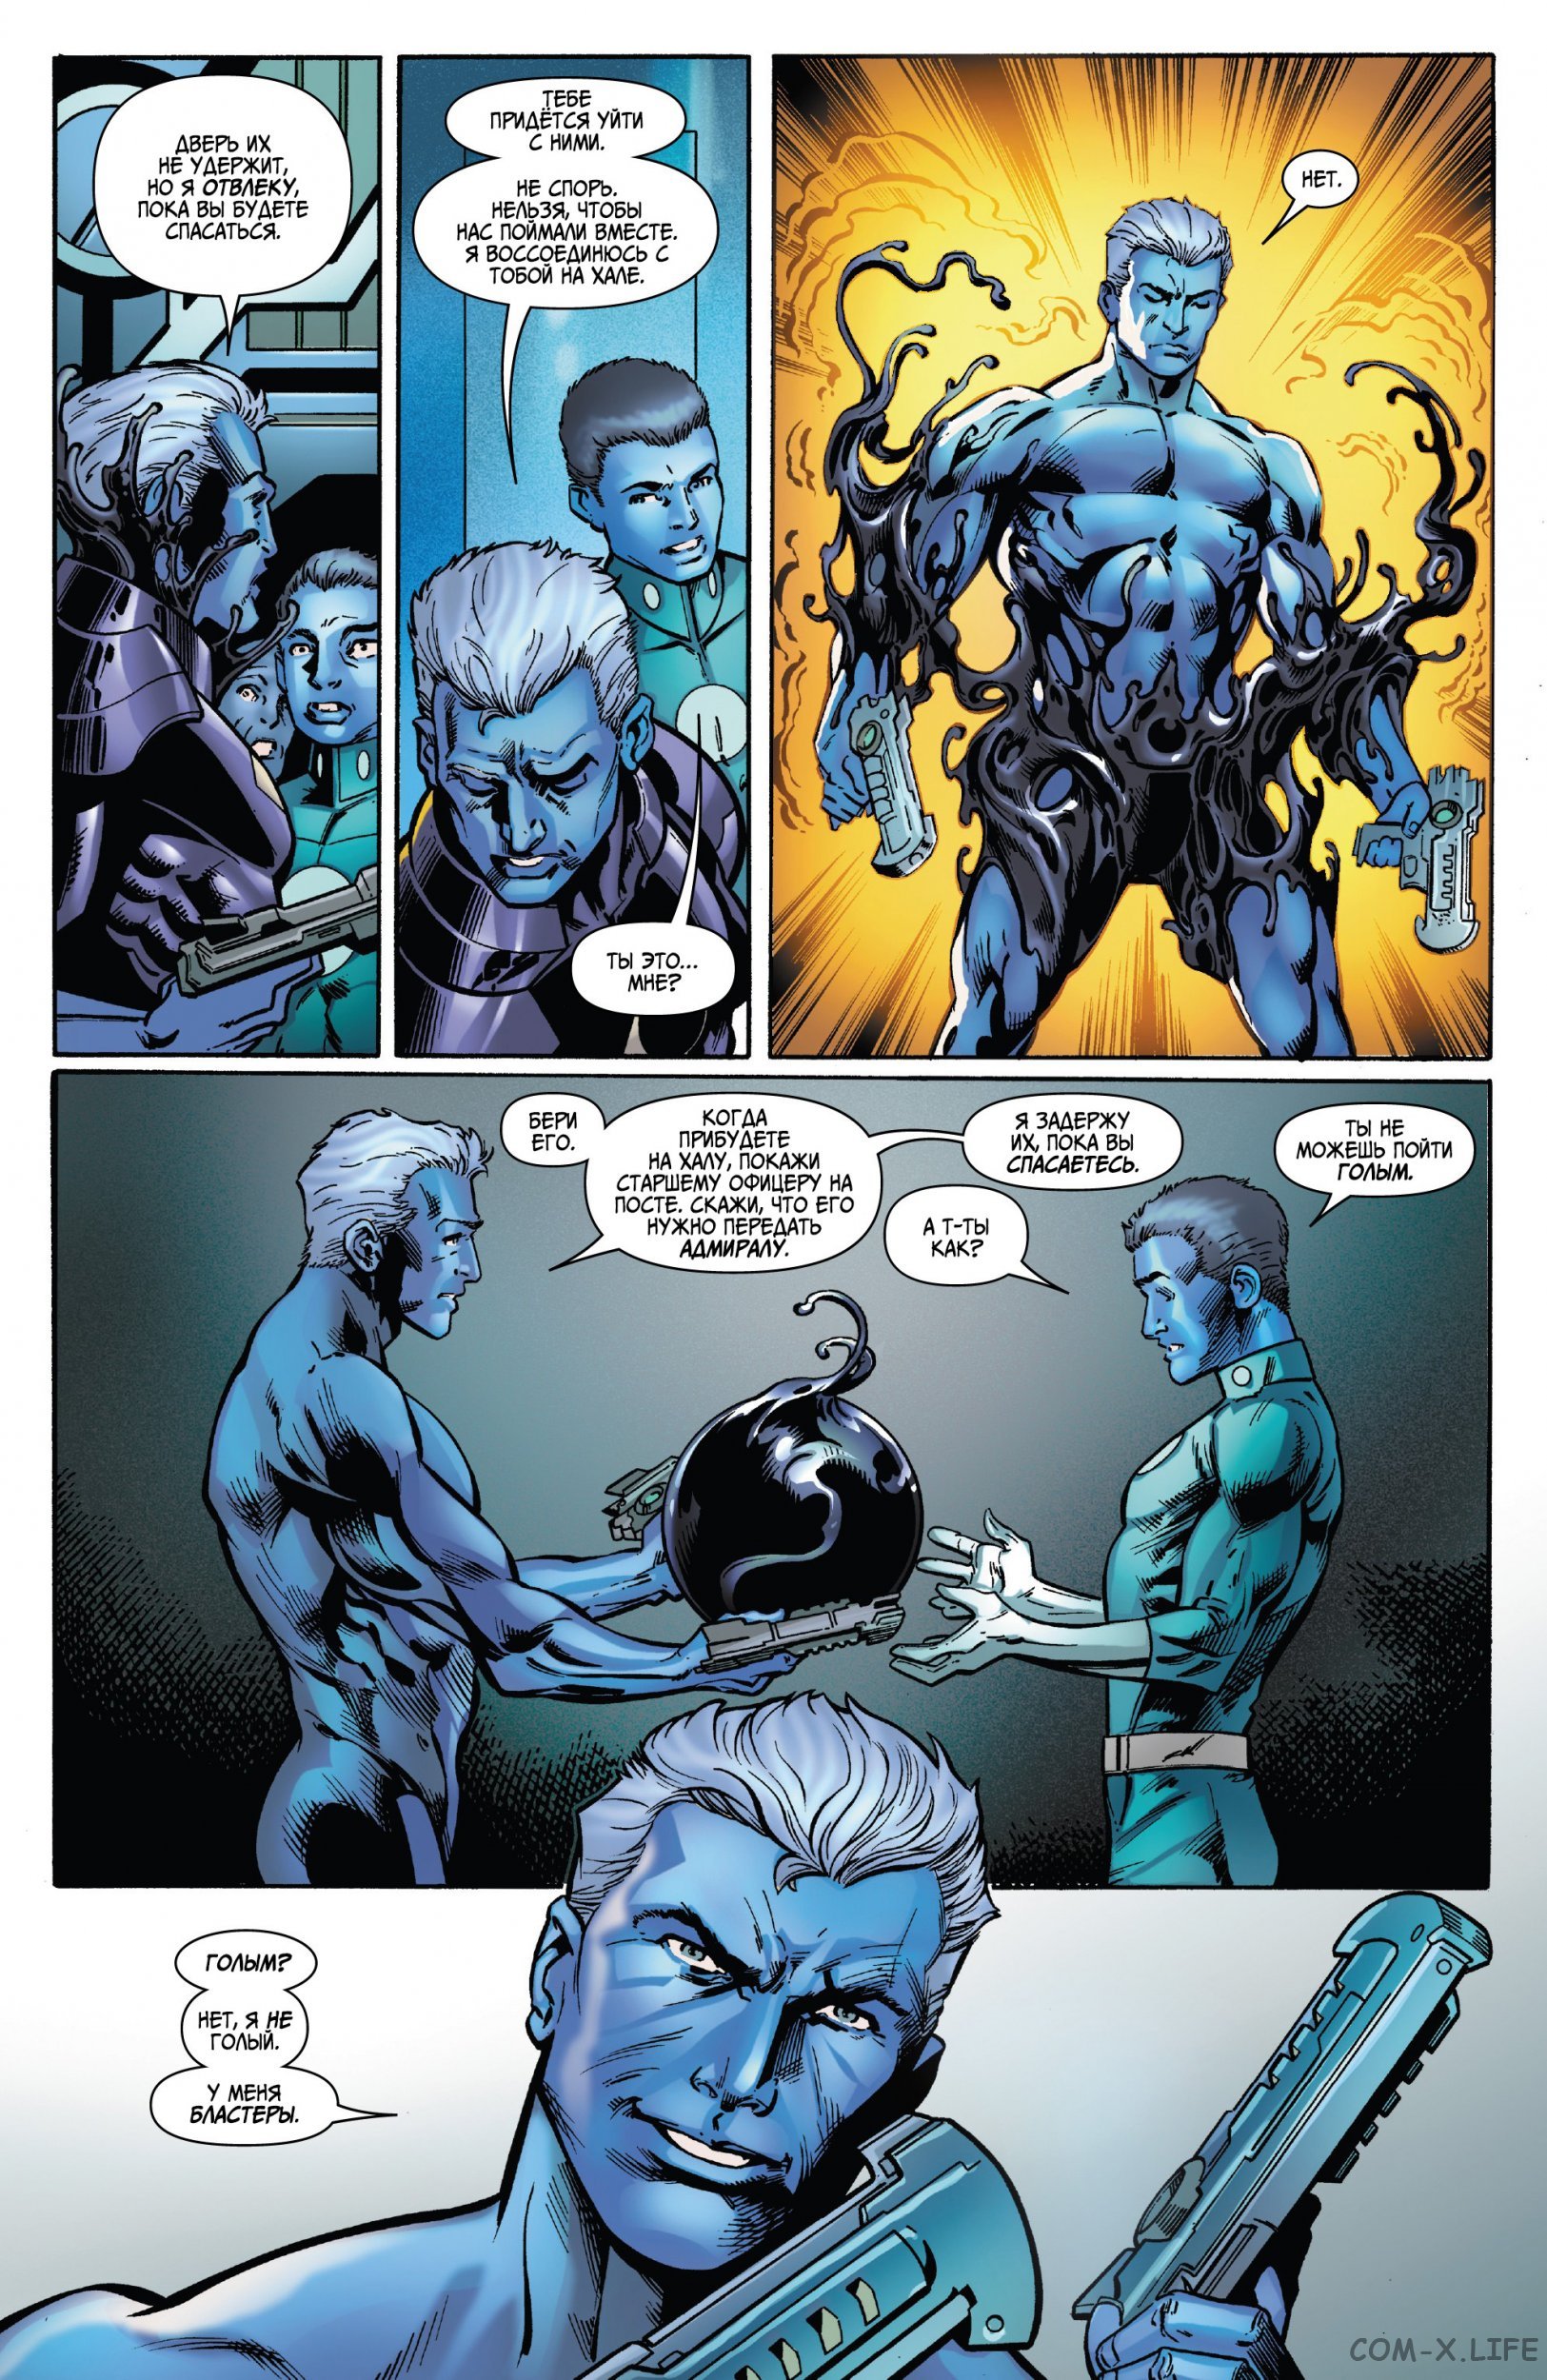 ДВЕРЬ ИХ
НЕ УДЕРЖИТ,
НО Я ОТВЛЕКУ,
ПОКА ВЫ БУДЕТЕ
СПАСАТЬСЯ.
ТЕБЕ
ПРИДЁТСЯ УЙТИ
С НИМИ.
НЕ СПОРЬ.
НЕЛЬЗЯ, ЧТОБЫ
НАС ПОЙМАЛИ ВМЕСТЕ.
Я ВОССОЕДИНЮСЬ С
ТОБОЙ НА ХАЛЕ.
ТЫ ЭТО...
МНЕ?
НЕТ.
БЕРИ
ЕГО.
КОГДА
ПРИБУДЕТЕ
НА ХАЛУ, ПОКАЖИ
СТАРШЕМУ ОФИЦЕРУ НА
ПОСТЕ. СКАЖИ, ЧТО ЕГО
НУЖНО ПЕРЕДАТЬ
АДМИРАЛУ.
А Т-ТЫ
КАК?
Я ЗАДЕРЖУ
ИХ, ПОКА ВЫ
СПАСАЕТЕСЬ.
ТЫ НЕ
МОЖЕШЬ ПОЙТИ
ГОЛЫМ.
ГОЛЫМ?
НЕТ, Я НЕ
ГОЛЫЙ.
У МЕНЯ
БЛАСТЕРЫ.
COM-X.LIFE